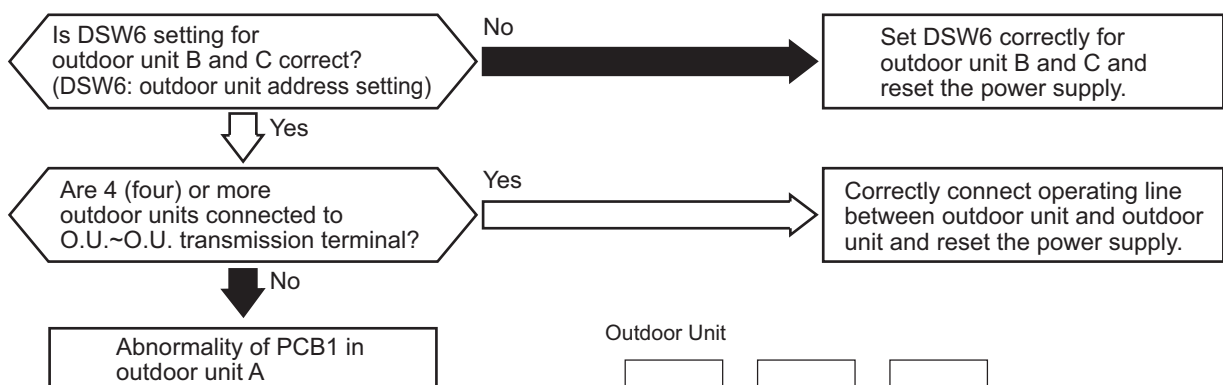 Is DSW6 setting for
outdoor unit B and C correct?
(DSW6: outdoor unit address setting)
No
Set DSW6 correctly for
outdoor unit B and C and
reset the power supply.
Yes
Are 4 (four) or more
outdoor units connected to
O.U.~O.U. transmission terminal?
Yes
Correctly connect operating line
between outdoor unit and outdoor
unit and reset the power supply.
No
Abnormality of PCB1 in
outdoor unit A
Outdoor Unit